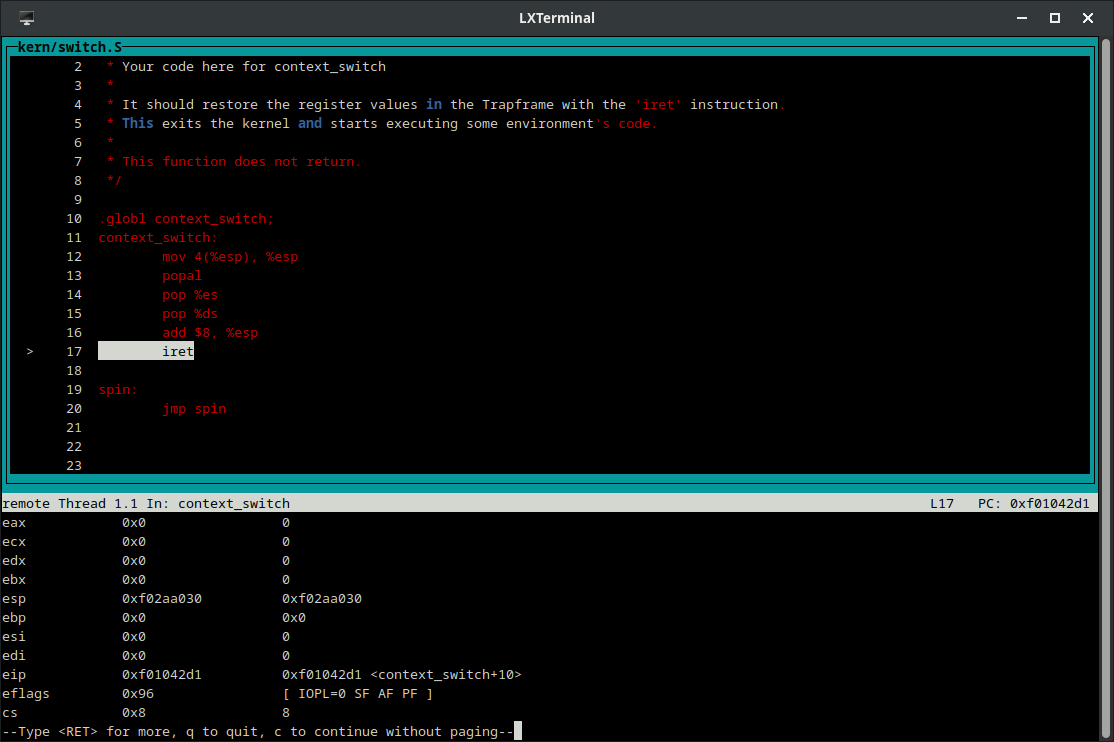 LXTerminal
kern/switch.S
2 * Your code here for context_switch
3 *
4 * It should restore the register values in the Trapframe with the 'iret' instruction.
5 * This exits the kernel and starts executing some environment's code.
6 *
7 * This function does not return.
8 */
9
10 .globl context_switch;
11 context_switch:
12 mov 4(%esp), %esp
13 popal
14 pop %es
15 pop %ds
16 add $8, %esp
> 17 iret
18
19 spin:
20 jmp spin
21
22
23
remote Thread 1.1 In: context_switch L17 PC: 0xf01042d1
eax 0x0 0
ecx 0x0 0
edx 0x0 0
ebx 0x0 0
esp 0xf02aa030 0xf02aa030
ebp 0x0 0x0
esi 0x0 0
edi 0x0 0
eip 0xf01042d1 0xf01042d1 <context_switch+10>
eflags 0x96 [ IOPL=0 SF AF PF ]
cs 0x8 8
--Type <RET> for more, q to quit, c to continue without paging--